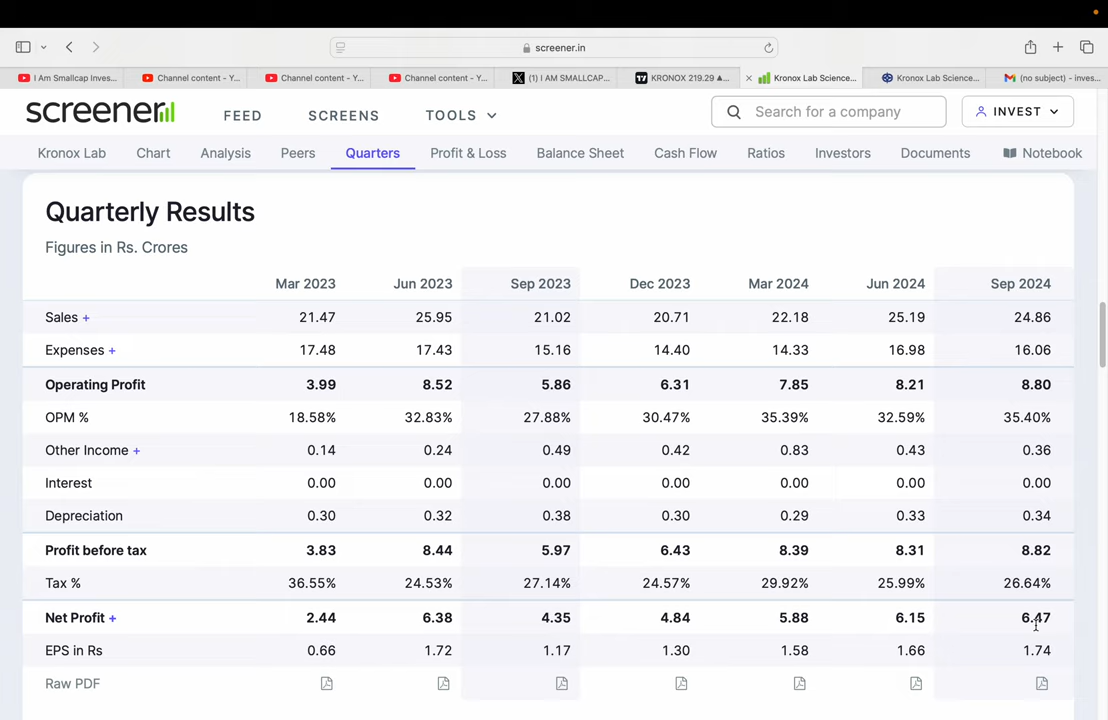 screener.in
I Am Smallcap Inves... Channel content - Y... Channel content - Y... Channel content - Y... (1) I AM SMALLCAP... KRONOX 219.29 ▲... Kronox Lab Science... Kronox Lab Science... (no subject) - inves...
screener FEED SCREENS TOOLS Search for a company INVEST
Kronox Lab Chart Analysis Peers Quarters Profit & Loss Balance Sheet Cash Flow Ratios Investors Documents Notebook
Quarterly Results
Figures in Rs. Crores
Mar 2023 Jun 2023 Sep 2023 Dec 2023 Mar 2024 Jun 2024 Sep 2024
Sales + 21.47 25.95 21.02 20.71 22.18 25.19 24.86
Expenses + 17.48 17.43 15.16 14.40 14.33 16.98 16.06
Operating Profit 3.99 8.52 5.86 6.31 7.85 8.21 8.80
OPM % 18.58% 32.83% 27.88% 30.47% 35.39% 32.59% 35.40%
Other Income + 0.14 0.24 0.49 0.42 0.83 0.43 0.36
Interest 0.00 0.00 0.00 0.00 0.00 0.00 0.00
Depreciation 0.30 0.32 0.38 0.30 0.29 0.33 0.34
Profit before tax 3.83 8.44 5.97 6.43 8.39 8.31 8.82
Tax % 36.55% 24.53% 27.14% 24.57% 29.92% 25.99% 26.64%
Net Profit + 2.44 6.38 4.35 4.84 5.88 6.15 6.47
EPS in Rs 0.66 1.72 1.17 1.30 1.58 1.66 1.74
Raw PDF